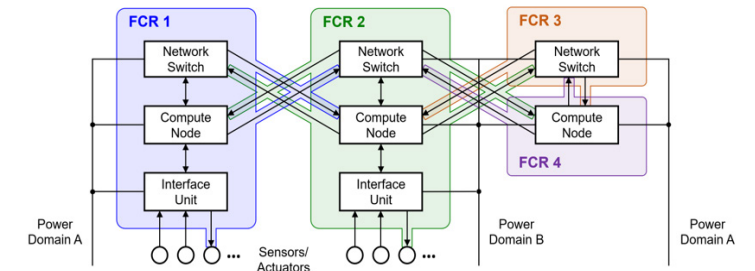 FCR 1
FCR 2
FCR 3
Network
Switch
Network
Switch
Network
Switch
Compute
Node
Compute
Node
Compute
Node
FCR 4
Interface
Unit
Interface
Unit
Power
Domain A
Power
Domain B
Power
Domain A
...
Sensors/
Actuators
...